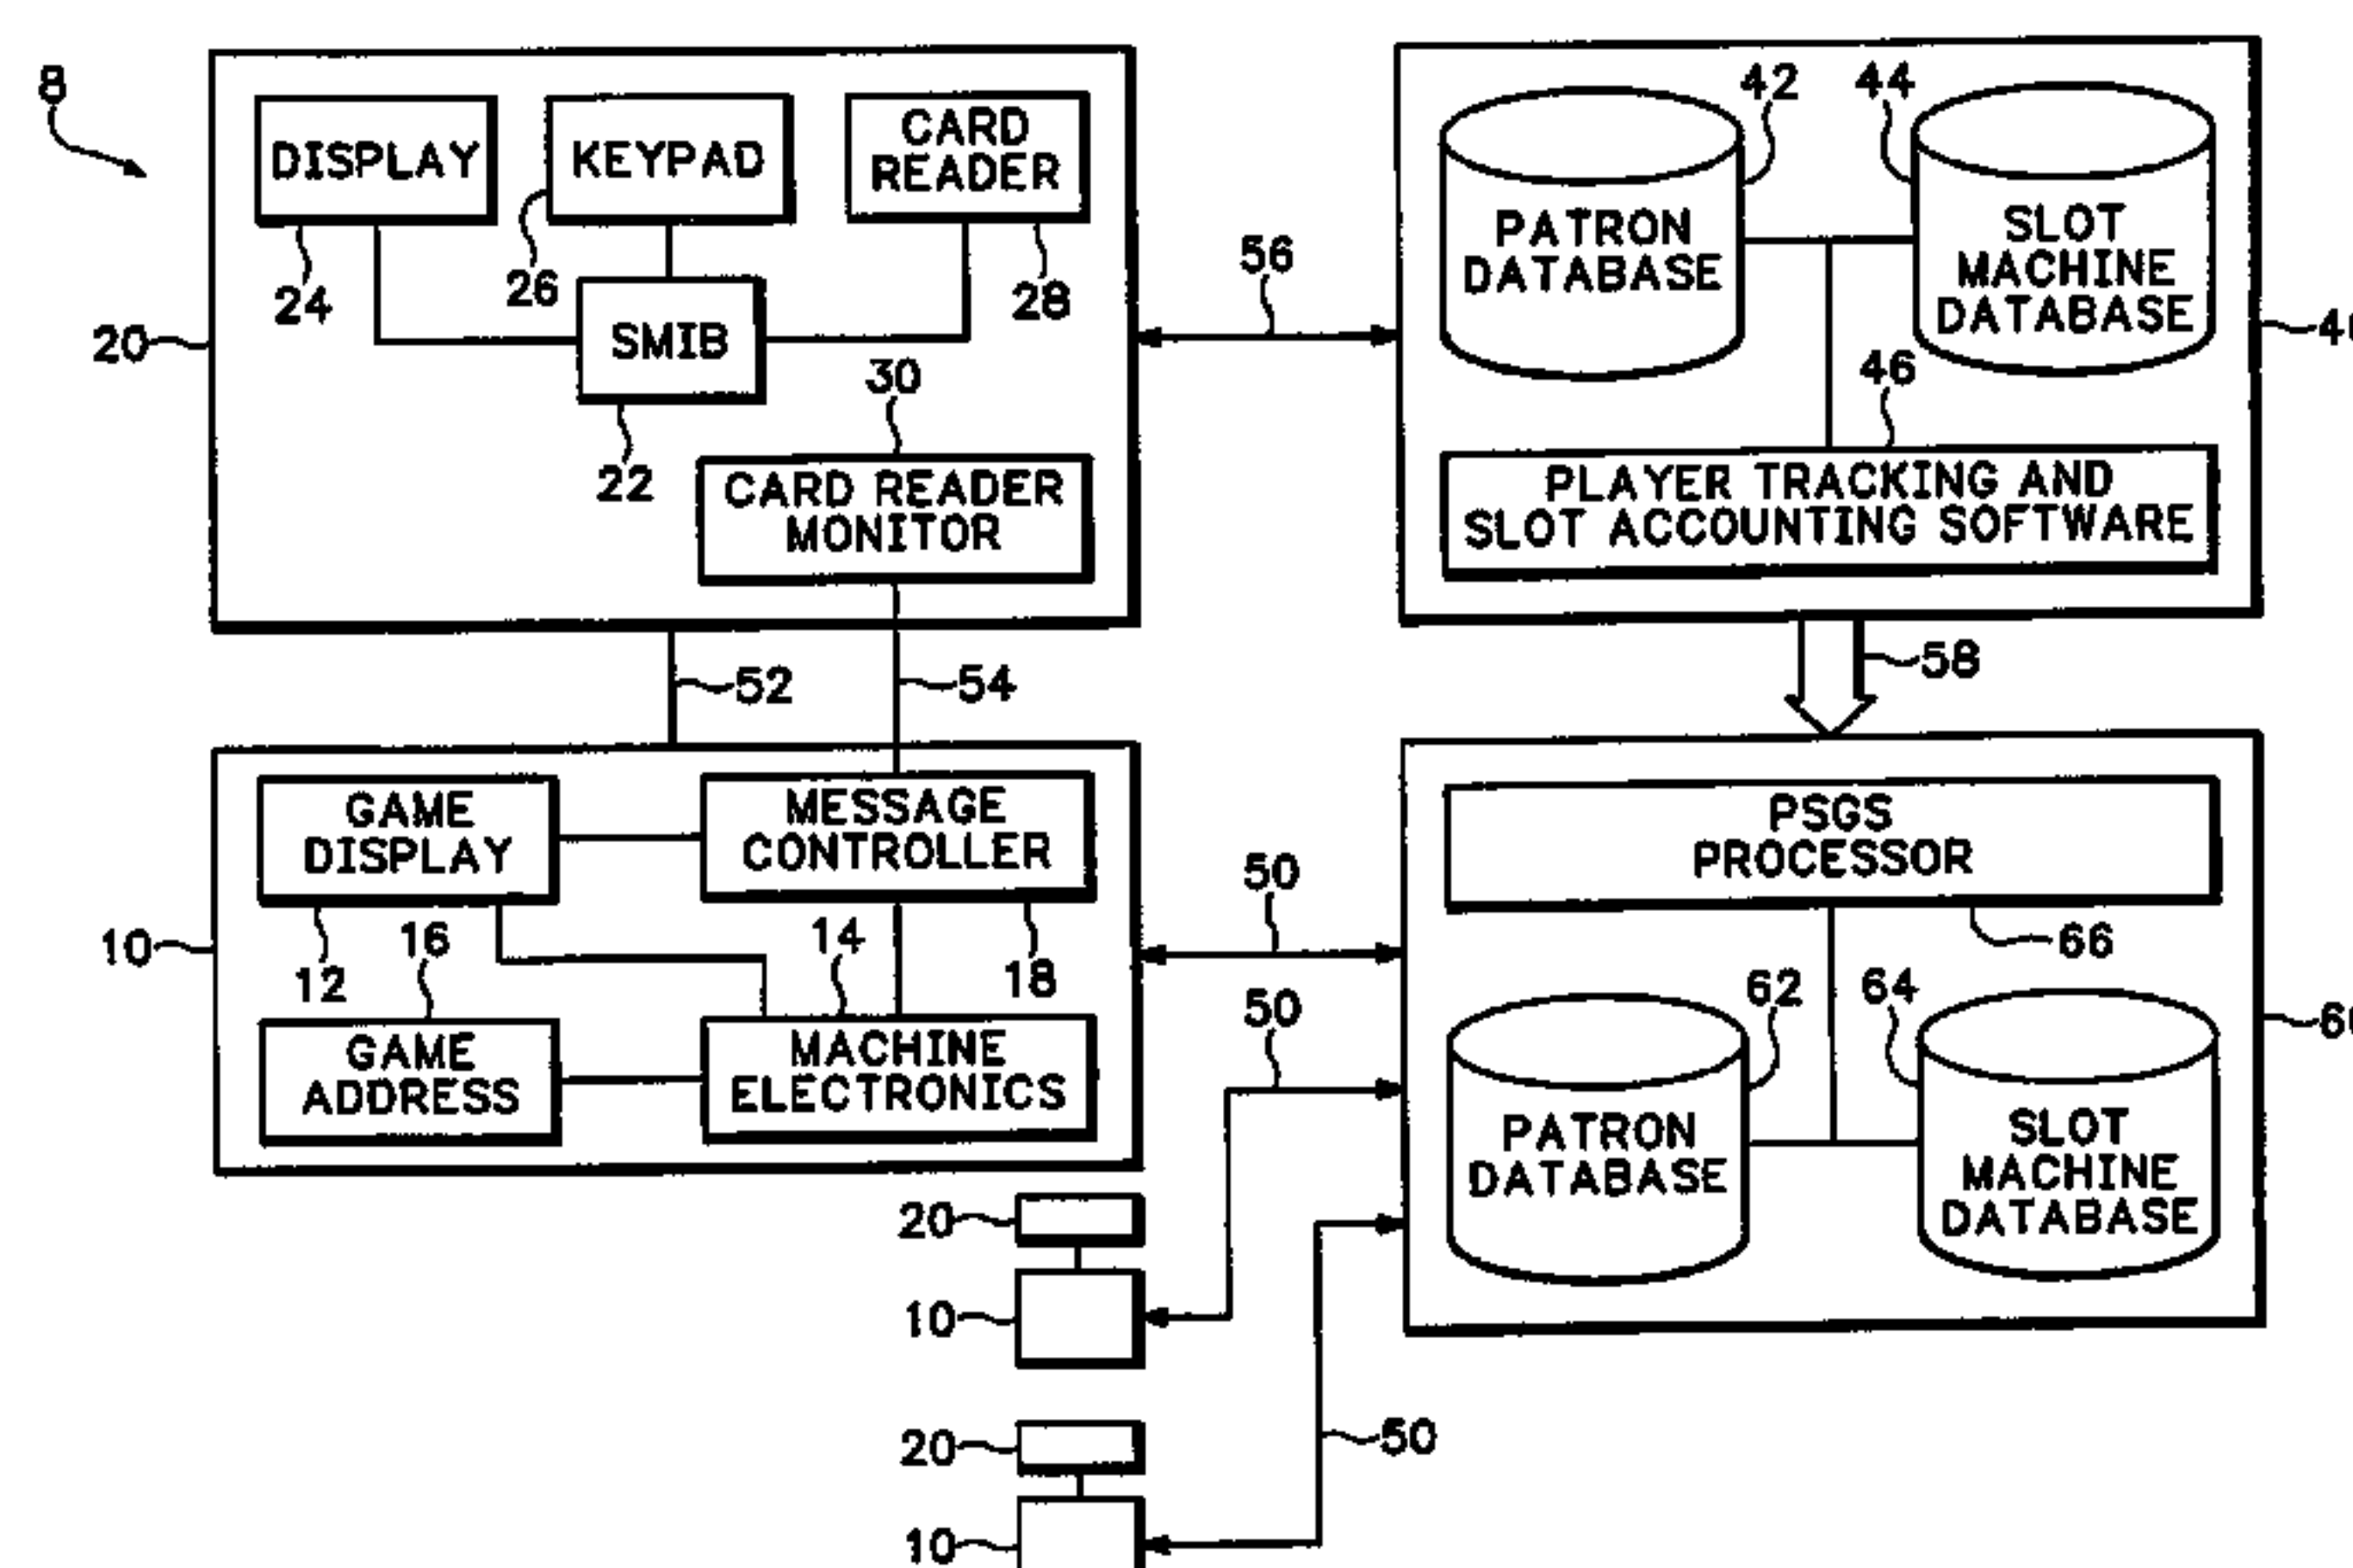 8
DISPLAY
KEYPAD
CARD
READER
24
26
28
20
SMIB
22
30
CARD READER
MONITOR
56
42
44
PATRON
DATABASE
SLOT
MACHINE
DATABASE
46
PLAYER TRACKING AND
SLOT ACCOUNTING SOFTWARE
52
54
58
GAME
DISPLAY
MESSAGE
CONTROLLER
10
12
16
14
18
GAME
ADDRESS
MACHINE
ELECTRONICS
50
50
PSGS
PROCESSOR
66
62
64
PATRON
DATABASE
SLOT
MACHINE
DATABASE
20
10
20
10
50